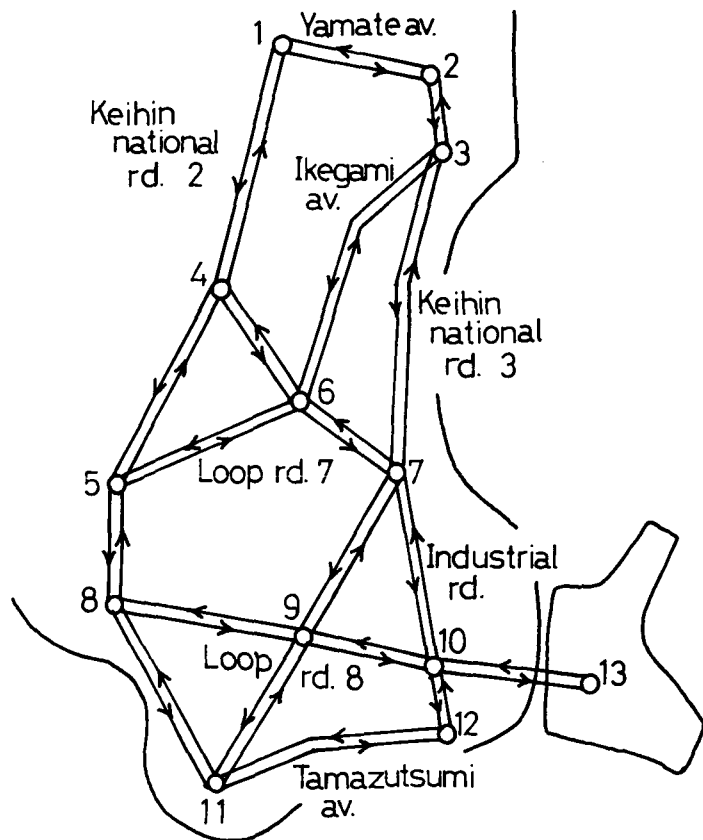 Yamate av.
1
2
Keihin
national
rd. 2
3
Ikegami
av.
4
Keihin
national
rd. 3
6
5
Loop rd. 7
7
Industrial
rd.
8
9
10
Loop
rd. 8
13
12
11
Tamazutsumi
av.